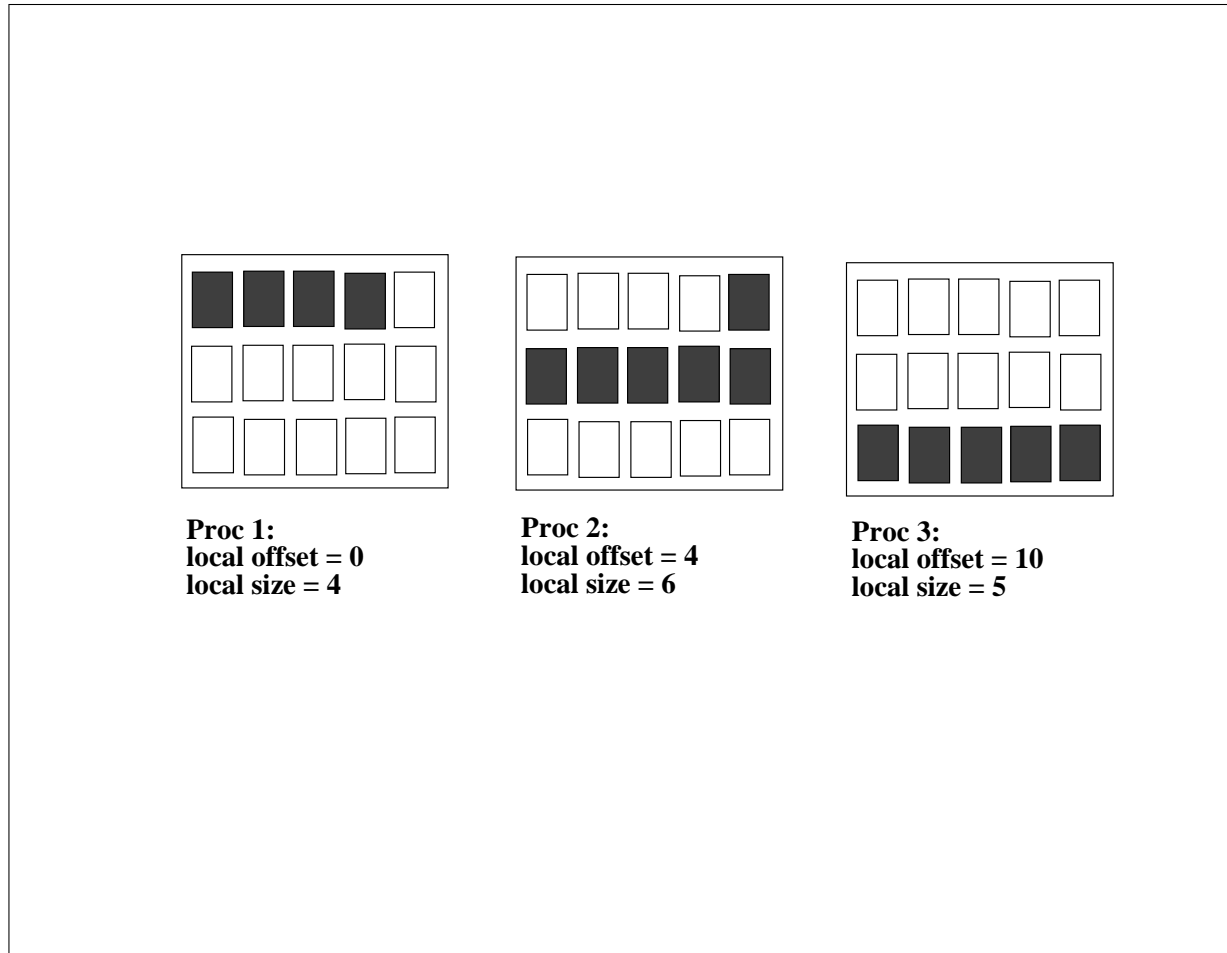 Proc 1:
local offset = 0
local size = 4
Proc 2:
local offset = 4
local size = 6
Proc 3:
local offset = 10
local size = 5